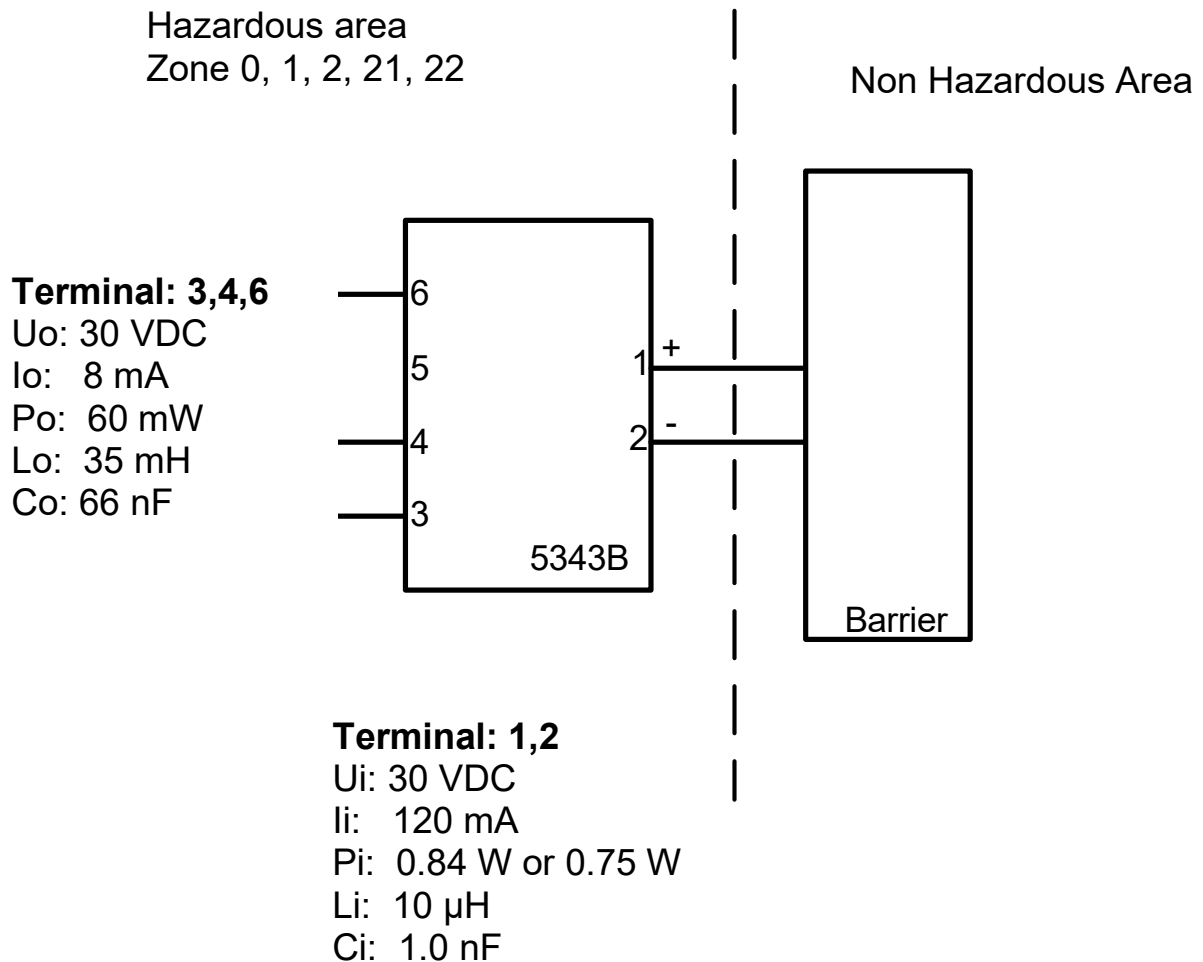 Hazardous area
Zone 0, 1, 2, 21, 22
Non Hazardous Area
Terminal: 3,4,6
Uo: 30 VDC
Io: 8 mA
Po: 60 mW
Lo: 35 mH
Co: 66 nF
6
5
4
3
1
+
2
-
5343B
Barrier
Terminal: 1,2
Ui: 30 VDC
Ii: 120 mA
Pi: 0.84 W or 0.75 W
Li: 10 µH
Ci: 1.0 nF